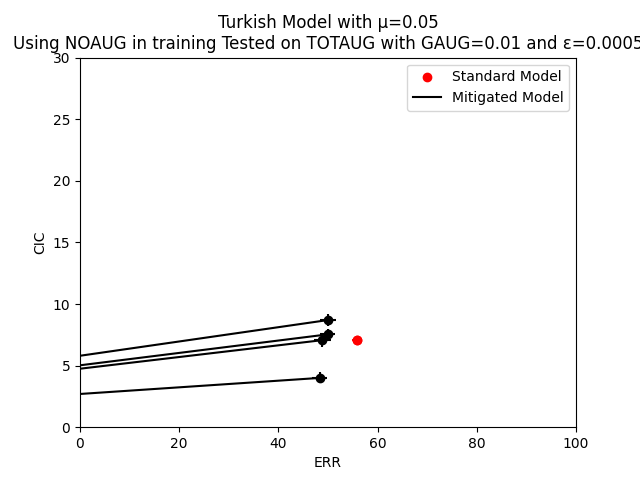 Turkish Model with μ=0.05
Using NOAUG in training Tested on TOTAUG with GAUG=0.01 and ε=0.0005
Standard Model
Mitigated Model
30
25
20
15
10
5
0
CIC
0 20 40 60 80 100
ERR